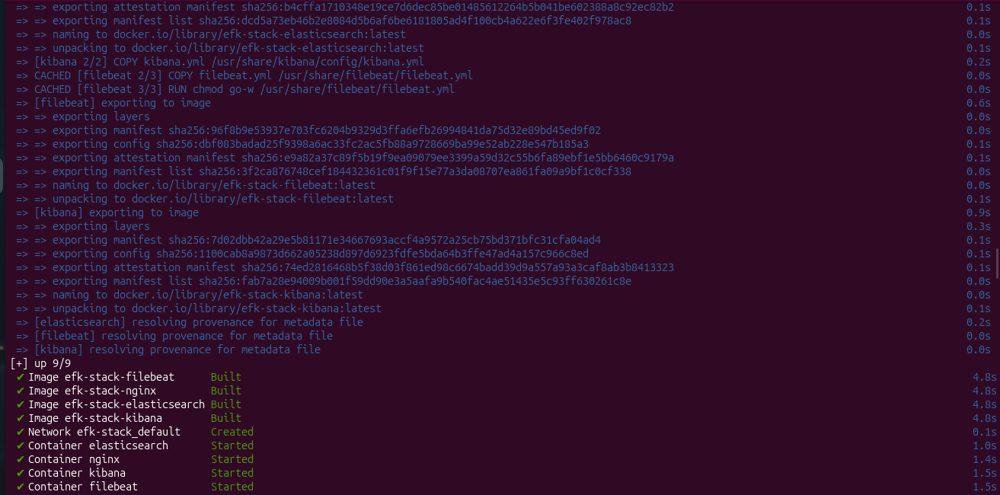 => => exporting attestation manifest sha256:b4cffa1710348e19ce7d6dec85be01485612264b5b041be602388a8c92ec82b2 0.1s
=> => exporting manifest list sha256:dcd5a73eb46b2e8084d5b6af6be6181805ad4f100cb4a622e6f3fe402f978ac8 0.1s
=> => naming to docker.io/library/efk-stack-elasticsearch:latest 0.0s
=> => unpacking to docker.io/library/efk-stack-elasticsearch:latest 0.1s
=> [kibana 2/2] COPY kibana.yml /usr/share/kibana/config/kibana.yml 0.2s
=> CACHED [filebeat 2/3] COPY filebeat.yml /usr/share/filebeat/filebeat.yml 0.0s
=> CACHED [filebeat 3/3] RUN chmod go-w /usr/share/filebeat/filebeat.yml 0.0s
=> [filebeat] exporting to image 0.6s
=> => exporting layers 0.0s
=> => exporting manifest sha256:96f8b9e53937e703fc6204b9329d3ffa6efb26994841da75d32e89bd45ed9f02 0.0s
=> => exporting config sha256:dbf083badad25f9398a6ac33fc2ac5fb88a9728669ba99e52ab228e547b185a3 0.1s
=> => exporting attestation manifest sha256:e9a82a37c89f5b19f9ea09079ee3399a59d32c55b6fa89ebf1e5bb6460c9179a 0.1s
=> => exporting manifest list sha256:3f2ca876748cef184432361c01f9f15e77a3da08707ea861fa09a9bf1c0cf338 0.0s
=> => naming to docker.io/library/efk-stack-filebeat:latest 0.0s
=> => unpacking to docker.io/library/efk-stack-filebeat:latest 0.1s
=> [kibana] exporting to image 0.9s
=> => exporting layers 0.3s
=> => exporting manifest sha256:7d02dbb42a29e5b81171e34667693accf4a9572a25cb75bd371bfc31cfa04ad4 0.1s
=> => exporting config sha256:1100cab8a9873d662a05238d897d6923fdfe5bda64b3ffe47ad4a157c966c8ed 0.1s
=> => exporting attestation manifest sha256:74ed2816468b5f38d03f861ed98c6674badd39d9a557a93a3caf8ab3b8413323 0.1s
=> => exporting manifest list sha256:fab7a28e94009b001f59dd90e3a5aafa9b540fac4ae51435e5c93ff630261c8e 0.0s
=> => naming to docker.io/library/efk-stack-kibana:latest 0.0s
=> => unpacking to docker.io/library/efk-stack-kibana:latest 0.1s
=> [elasticsearch] resolving provenance for metadata file 0.2s
=> [filebeat] resolving provenance for metadata file 0.0s
=> [kibana] resolving provenance for metadata file 0.0s
[+] up 9/9
✔ Image efk-stack-filebeat Built 4.8s
✔ Image efk-stack-nginx Built 4.8s
✔ Image efk-stack-elasticsearch Built 4.8s
✔ Image efk-stack-kibana Built 4.8s
✔ Network efk-stack_default Created 0.1s
✔ Container elasticsearch Started 1.0s
✔ Container nginx Started 1.4s
✔ Container kibana Started 1.5s
✔ Container filebeat Started 1.5s